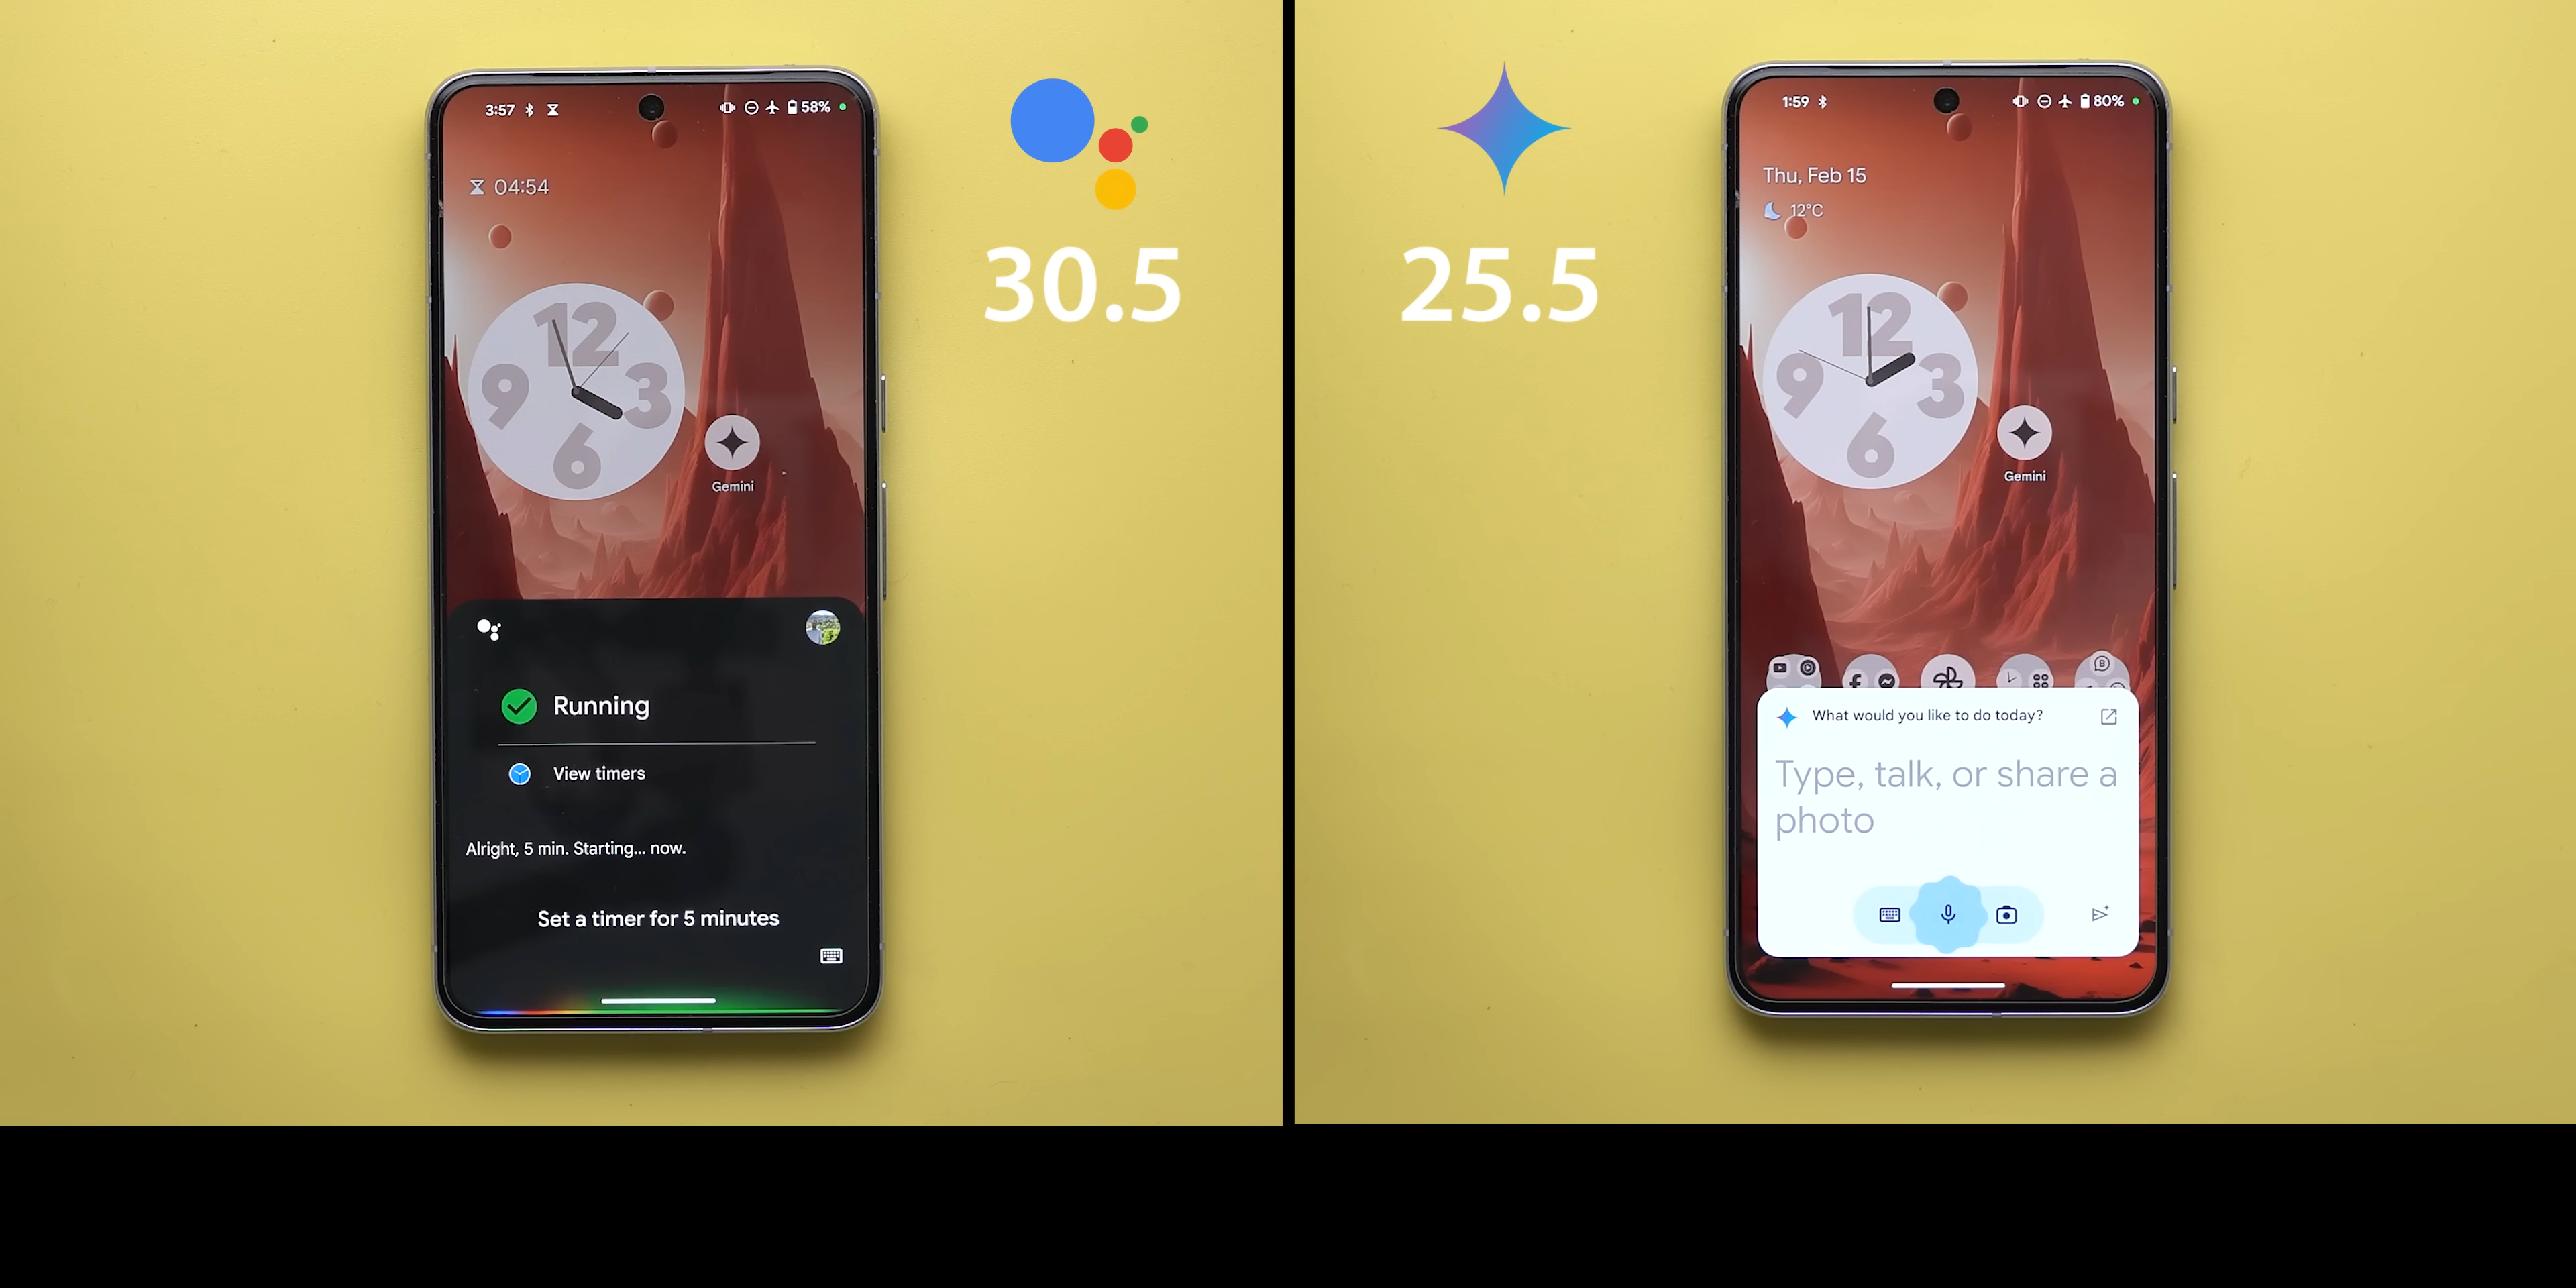 3:57
58%
04:54
12
9
3
6
Gemini
Running
View timers
Alright, 5 min. Starting... now.
Set a timer for 5 minutes
30.5
25.5
1:59
80%
Thu, Feb 15
12°C
12
9
3
6
Gemini
B
What would you like to do today?
Type, talk, or share a
photo